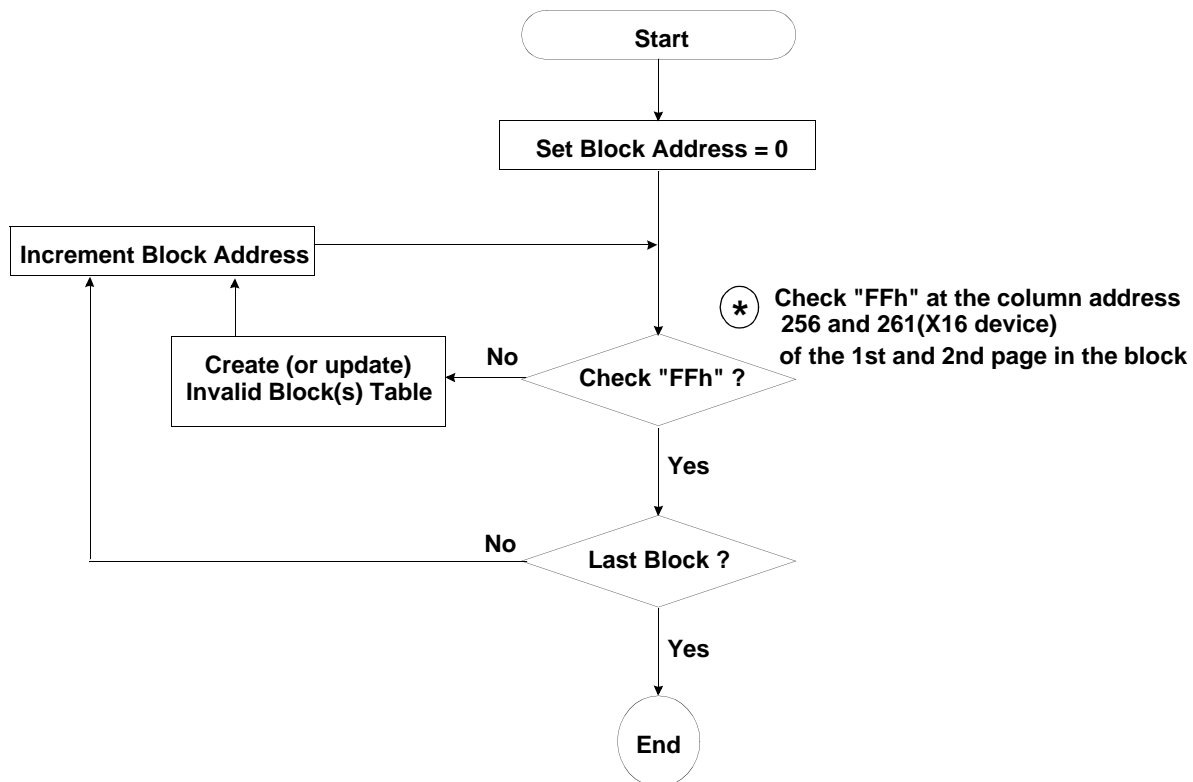 Start
Set Block Address = 0
Increment Block Address
* Check "FFh" at the column address
256 and 261(X16 device)
of the 1st and 2nd page in the block
Create (or update)
Invalid Block(s) Table
No
Check "FFh" ?
Yes
No
Last Block ?
Yes
End